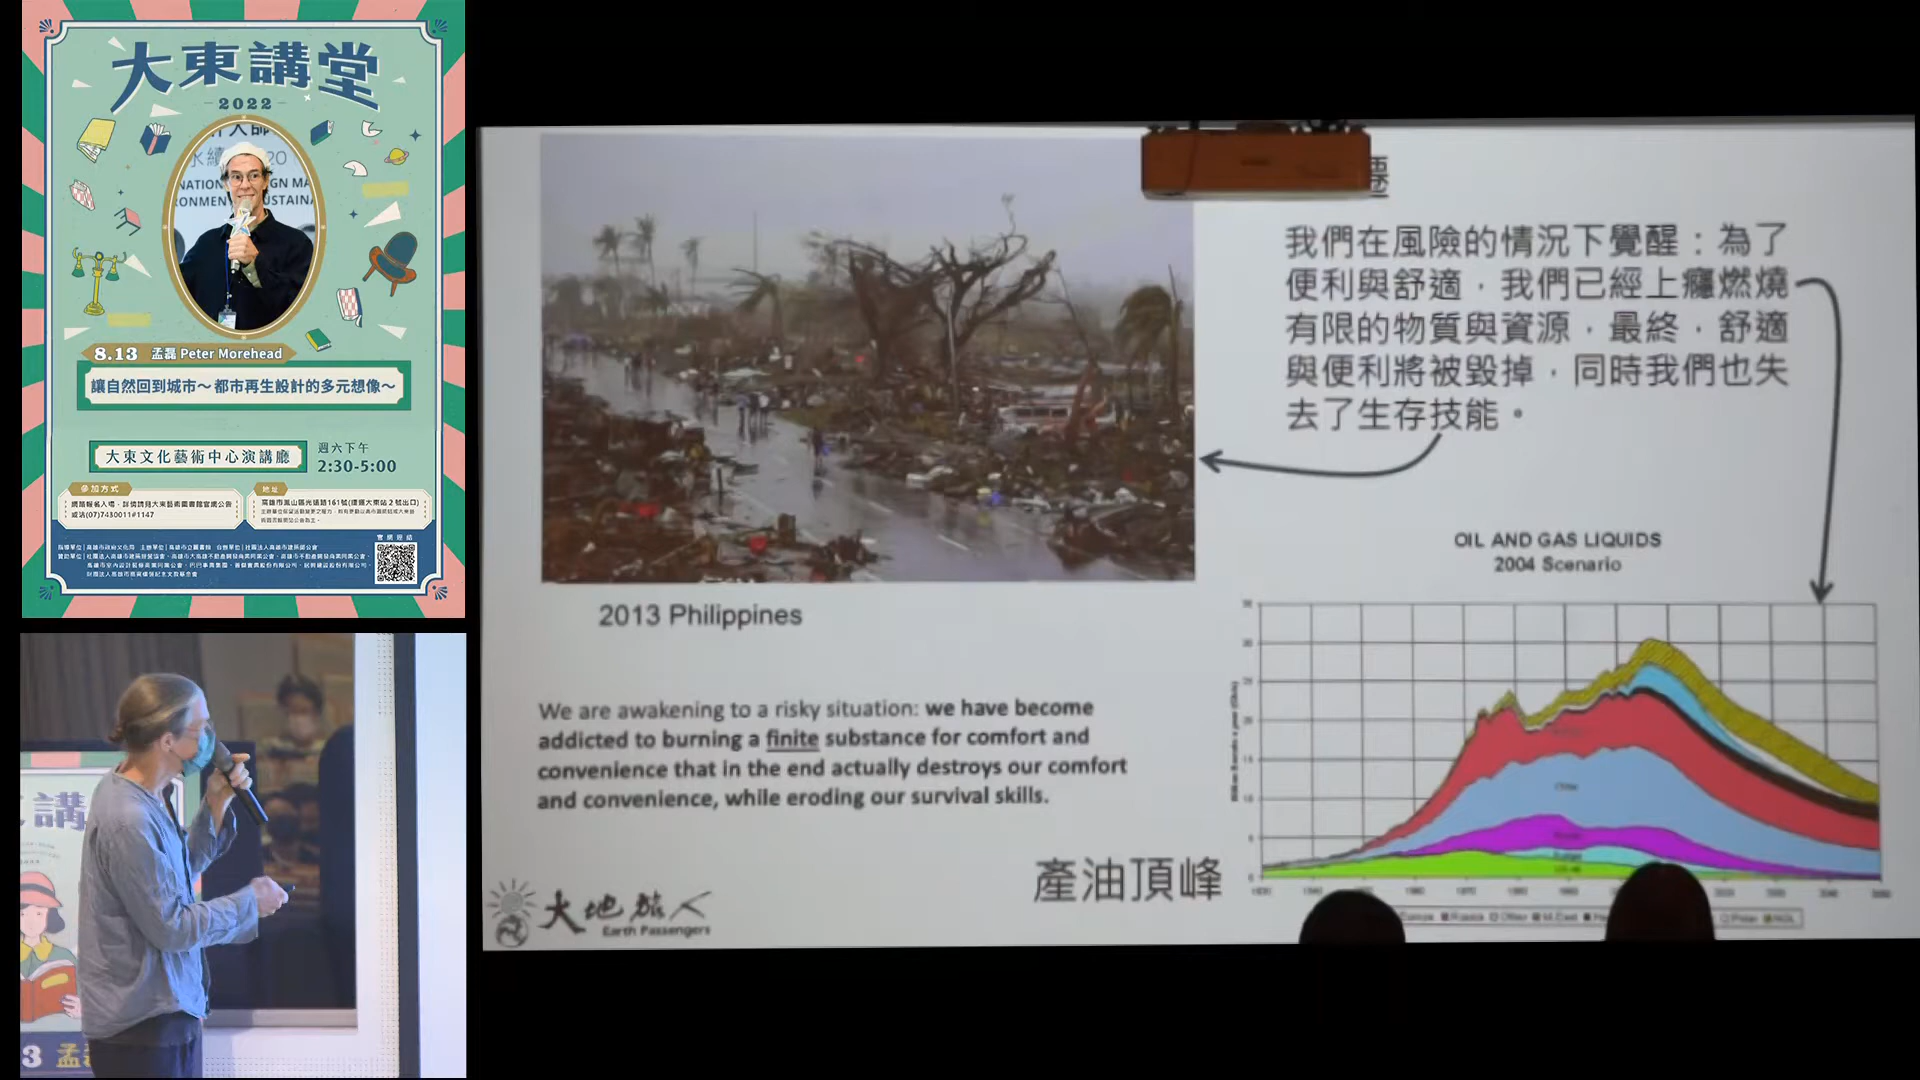 大東講堂
2022
8.13 孟磊 Peter Morehead
讓自然回到城市～都市再生設計的多元想像～
大東文化藝術中心演講廳
週六下午
2:30-5:00
參加方式
地址
官網連結
我們在風險的情況下覺醒：為了
便利與舒適，我們已經上癮燃燒
有限的物質與資源，最終，舒適
與便利將被毀掉，同時我們也失
去了生存技能。
2013 Philippines
We are awakening to a risky situation: we have become
addicted to burning a finite substance for comfort and
convenience that in the end actually destroys our comfort
and convenience, while eroding our survival skills.
OIL AND GAS LIQUIDS
2004 Scenario
產油頂峰
大地旅人
Earth Passengers
講
3 孟